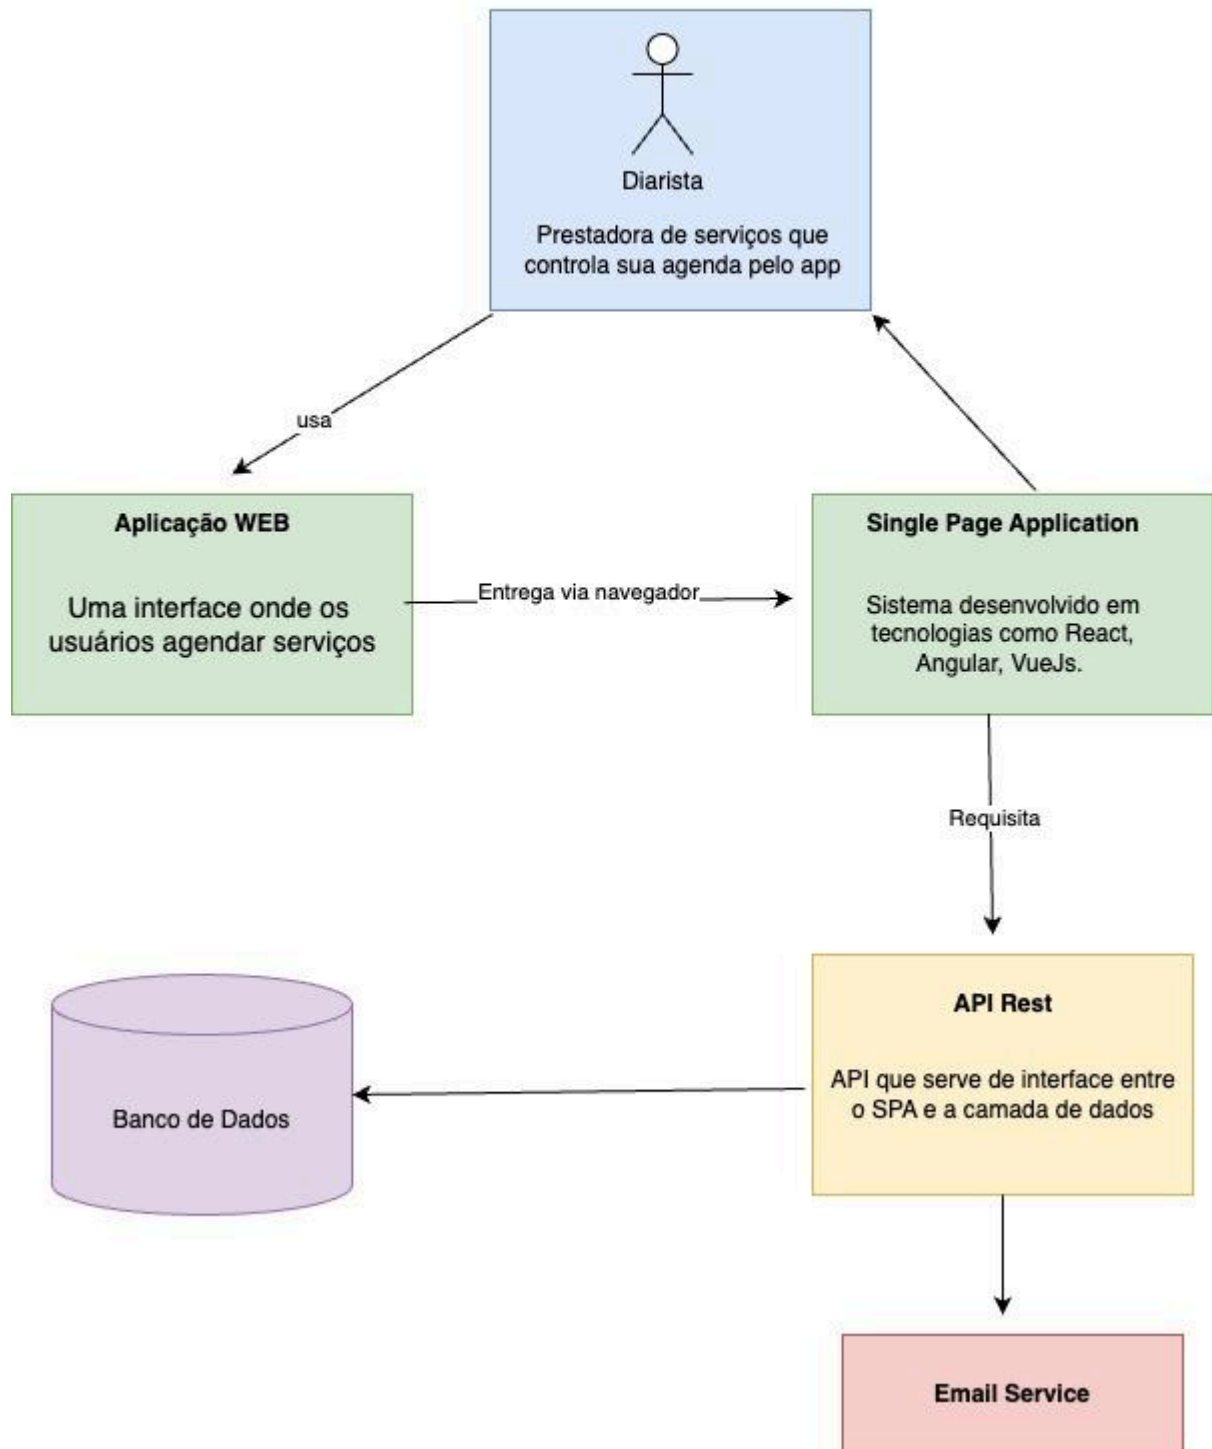 Diarista
Prestadora de serviços que
controla sua agenda pelo app
usa
Aplicação WEB
Uma interface onde os
usuários agendar serviços
Entrega via navegador
Single Page Application
Sistema desenvolvido em
tecnologias como React,
Angular, VueJs.
Requisita
Banco de Dados
API Rest
API que serve de interface entre
o SPA e a camada de dados
Email Service